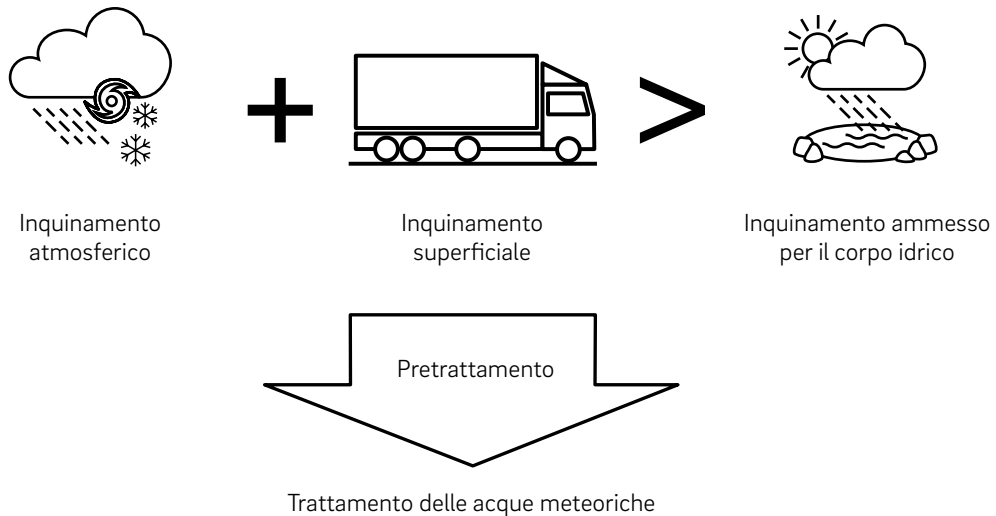 Inquinamento
atmosferico
Inquinamento
superficiale
Inquinamento ammesso
per il corpo idrico
Pretrattamento
Trattamento delle acque meteoriche